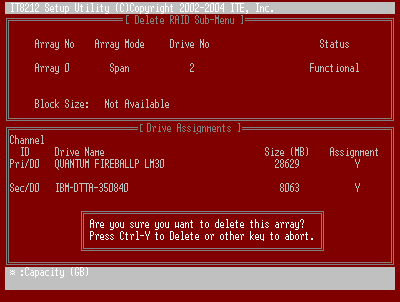 IT8212 Setup Utility (C)Copyright 2002-2004 ITE, Inc.
[ Delete RAID Sub-Menu ]
Array No Array Mode Drive No Status
Array 0 Span 2 Functional
Block Size: Not Available
[ Drive Assignments ]
Channel
ID Drive Name Size (MB) Assignment
Pri/D0 QUANTUM FIREBALLP LM30 28629 Y
Sec/D0 IBM-DTTA-350840 8063 Y
Are you sure you want to delete this array?
Press Ctrl-Y to Delete or other key to abort.
* :Capacity (GB)